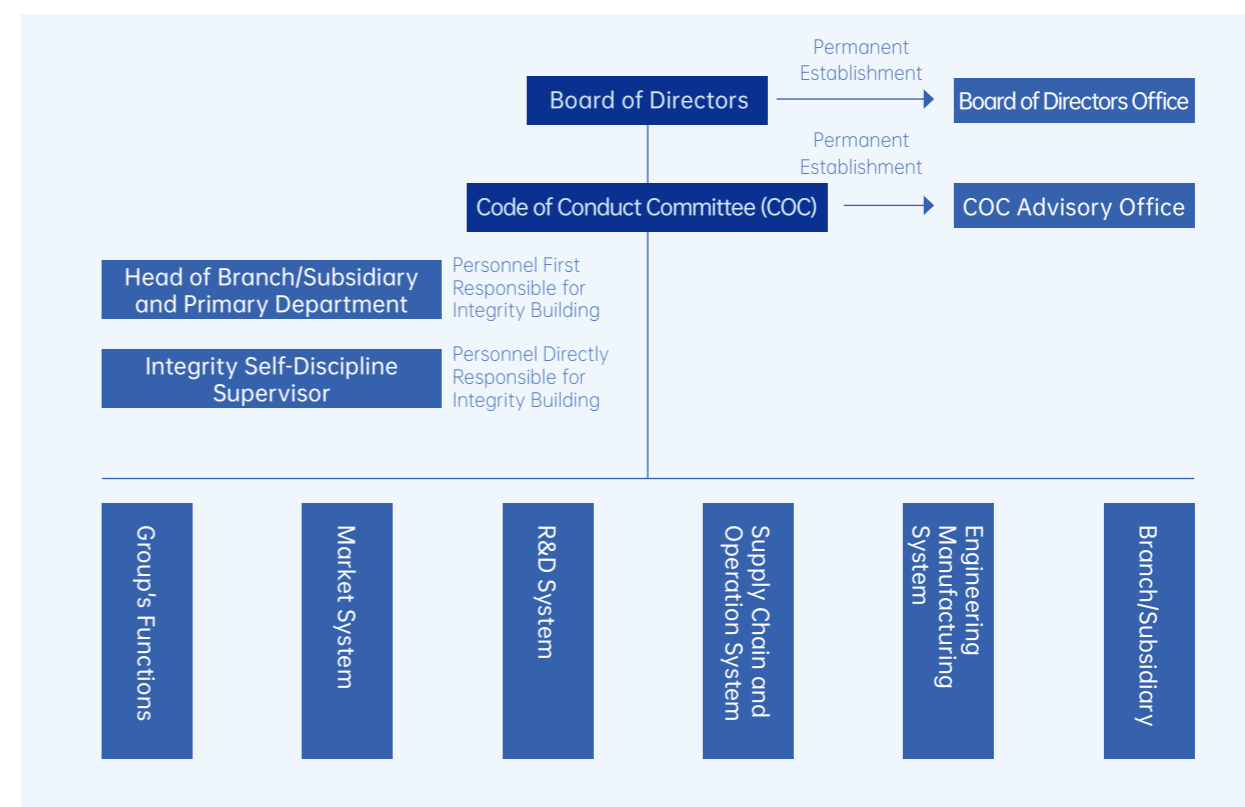 Permanent
Establishment
Board of Directors
Board of Directors Office
Permanent
Establishment
Code of Conduct Committee (COC)
COC Advisory Office
Head of Branch/Subsidiary
and Primary Department
Personnel First
Responsible for
Integrity Building
Integrity Self-Discipline
Supervisor
Personnel Directly
Responsible for
Integrity Building
Group's Functions
Market System
R&D System
Supply Chain and
Operation System
Engineering
Manufacturing
System
Branch/Subsidiary